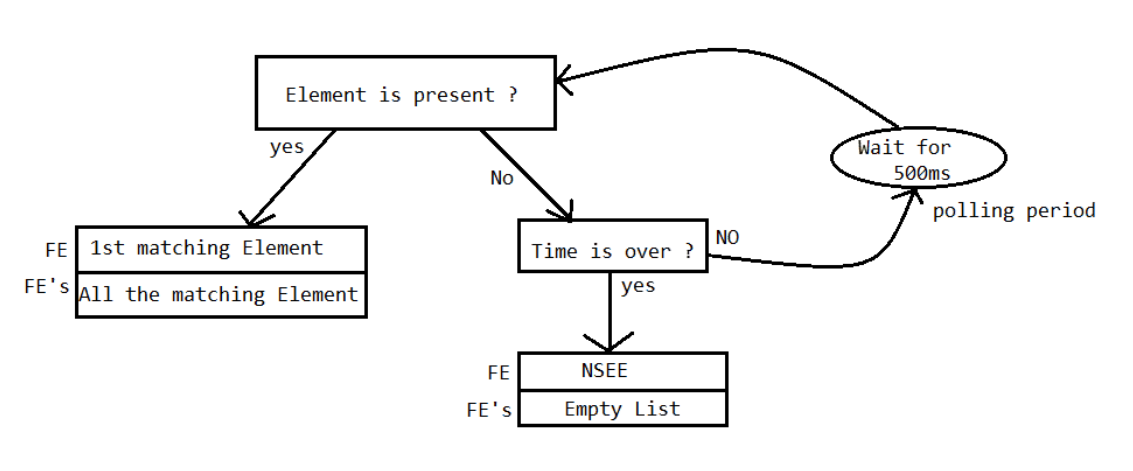 Element is present ?
yes
No
Wait for
500ms
polling period
FE
1st matching Element
FE's
All the matching Element
Time is over ?
NO
yes
FE
NSEE
FE's
Empty List